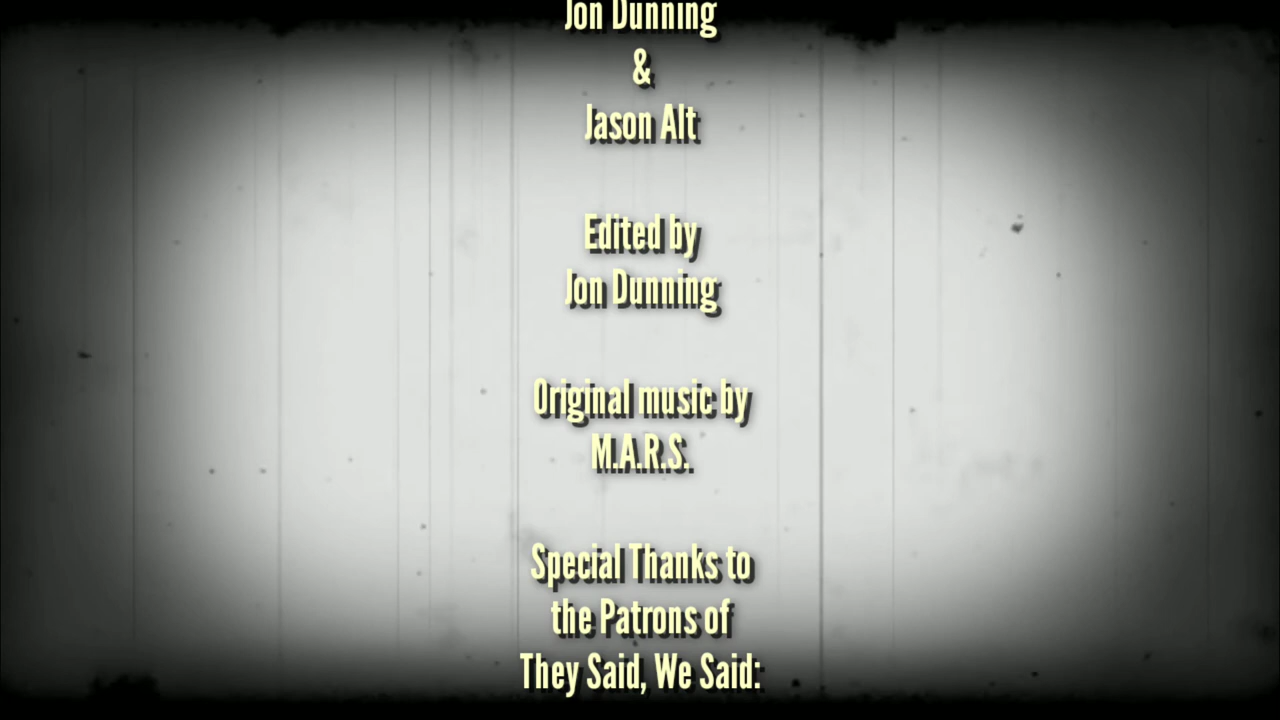 Jon Dunning
&
Jason Alt
Edited by
Jon Dunning
Original music by
M.A.R.S.
Special Thanks to
the Patrons of
They Said, We Said: